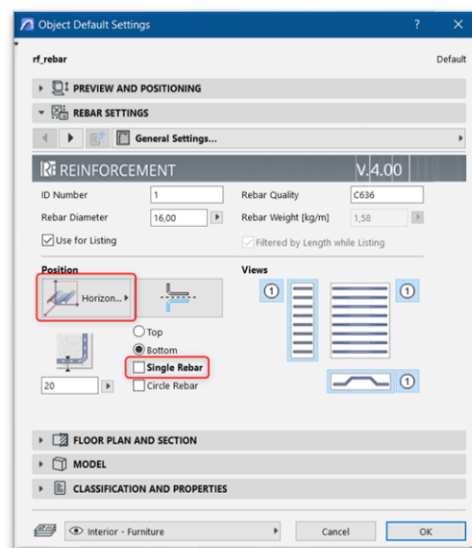 Object Default Settings ? ×
rf_rebar Default
PREVIEW AND POSITIONING
REBAR SETTINGS
General Settings...
REINFORCEMENT V.4.00
ID Number 1 Rebar Quality C636
Rebar Diameter 16,00 Rebar Weight [kg/m] 1,58
Use for Listing Filtered by Length while Listing
Position Views
Horizon... 1 1
Top
Bottom
Single Rebar
20 Circle Rebar 1
FLOOR PLAN AND SECTION
MODEL
CLASSIFICATION AND PROPERTIES
Interior - Furniture Cancel OK